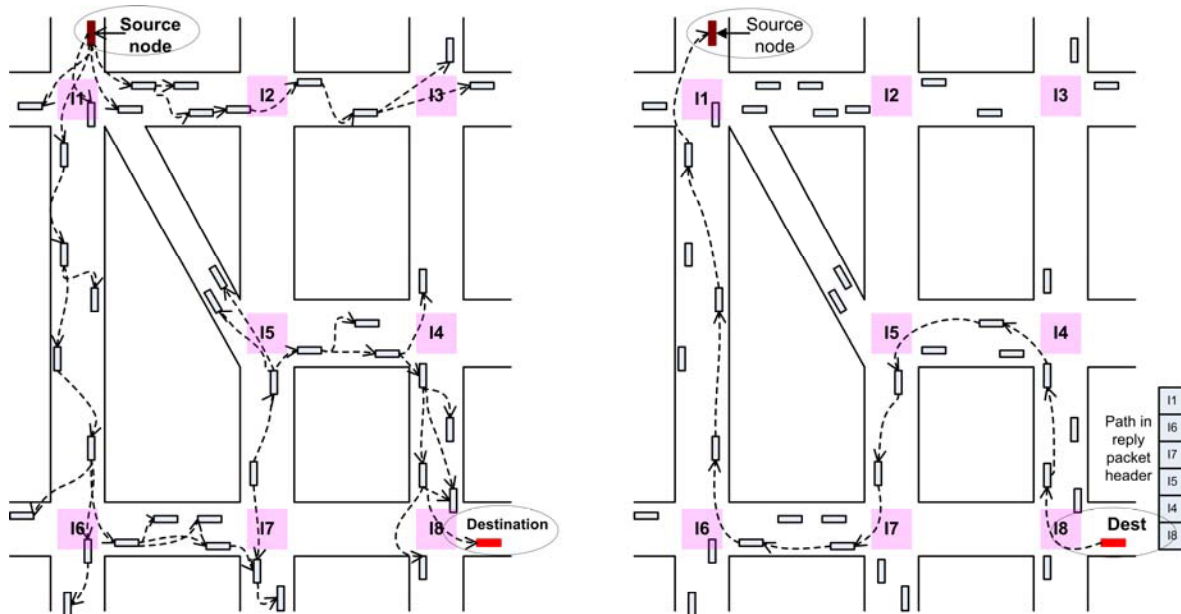 Source
node
I1
I2
I3
I5
I4
I6
I7
I8
Destination
Source
node
I1
I2
I3
I5
I4
I6
I7
I8
Dest
Path in
reply
packet
header
I1
I6
I7
I5
I4
I8